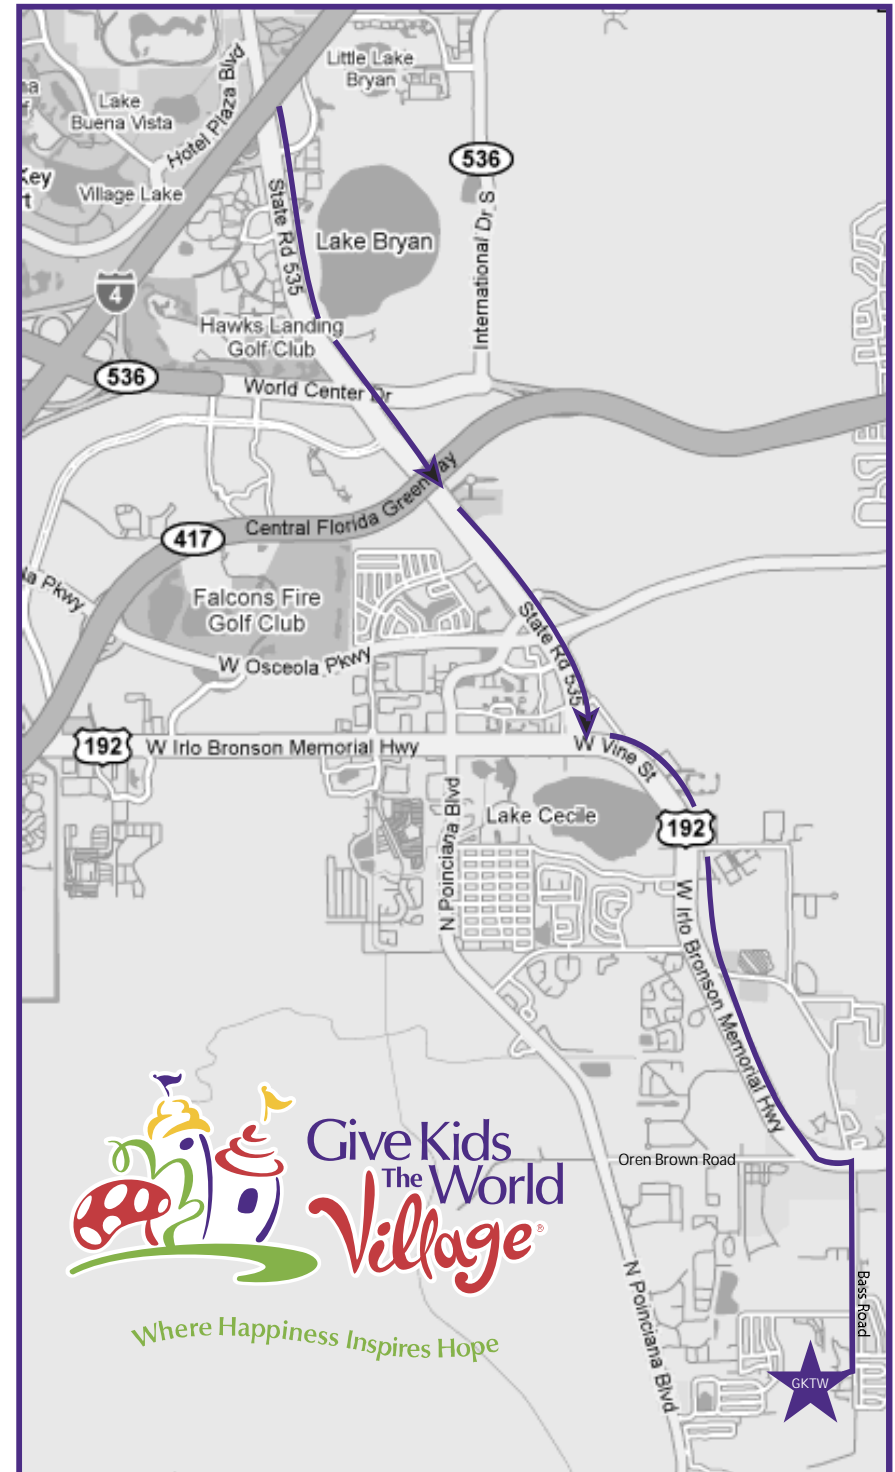 Little Lake
Bryan
Hotel Plaza Blvd
Lake
Buena Vista
536
Key
Village Lake
State Rd 535
International Dr S
Lake Bryan
4
Hawks Landing
Golf Club
536
World Center Dr
Central Florida Greenway
417
Falcons Fire
Golf Club
Pkwy
State Rd 535
W Osceola Pkwy
192
W Irlo Bronson Memorial Hwy
W Vine St
N Poinciana Blvd
Lake Cecile
192
W Irlo Bronson Memorial Hwy
Give Kids
The World
Village®
Where Happiness Inspires Hope
Oren Brown Road
N Poinciana Blvd
Bass Road
GKTW